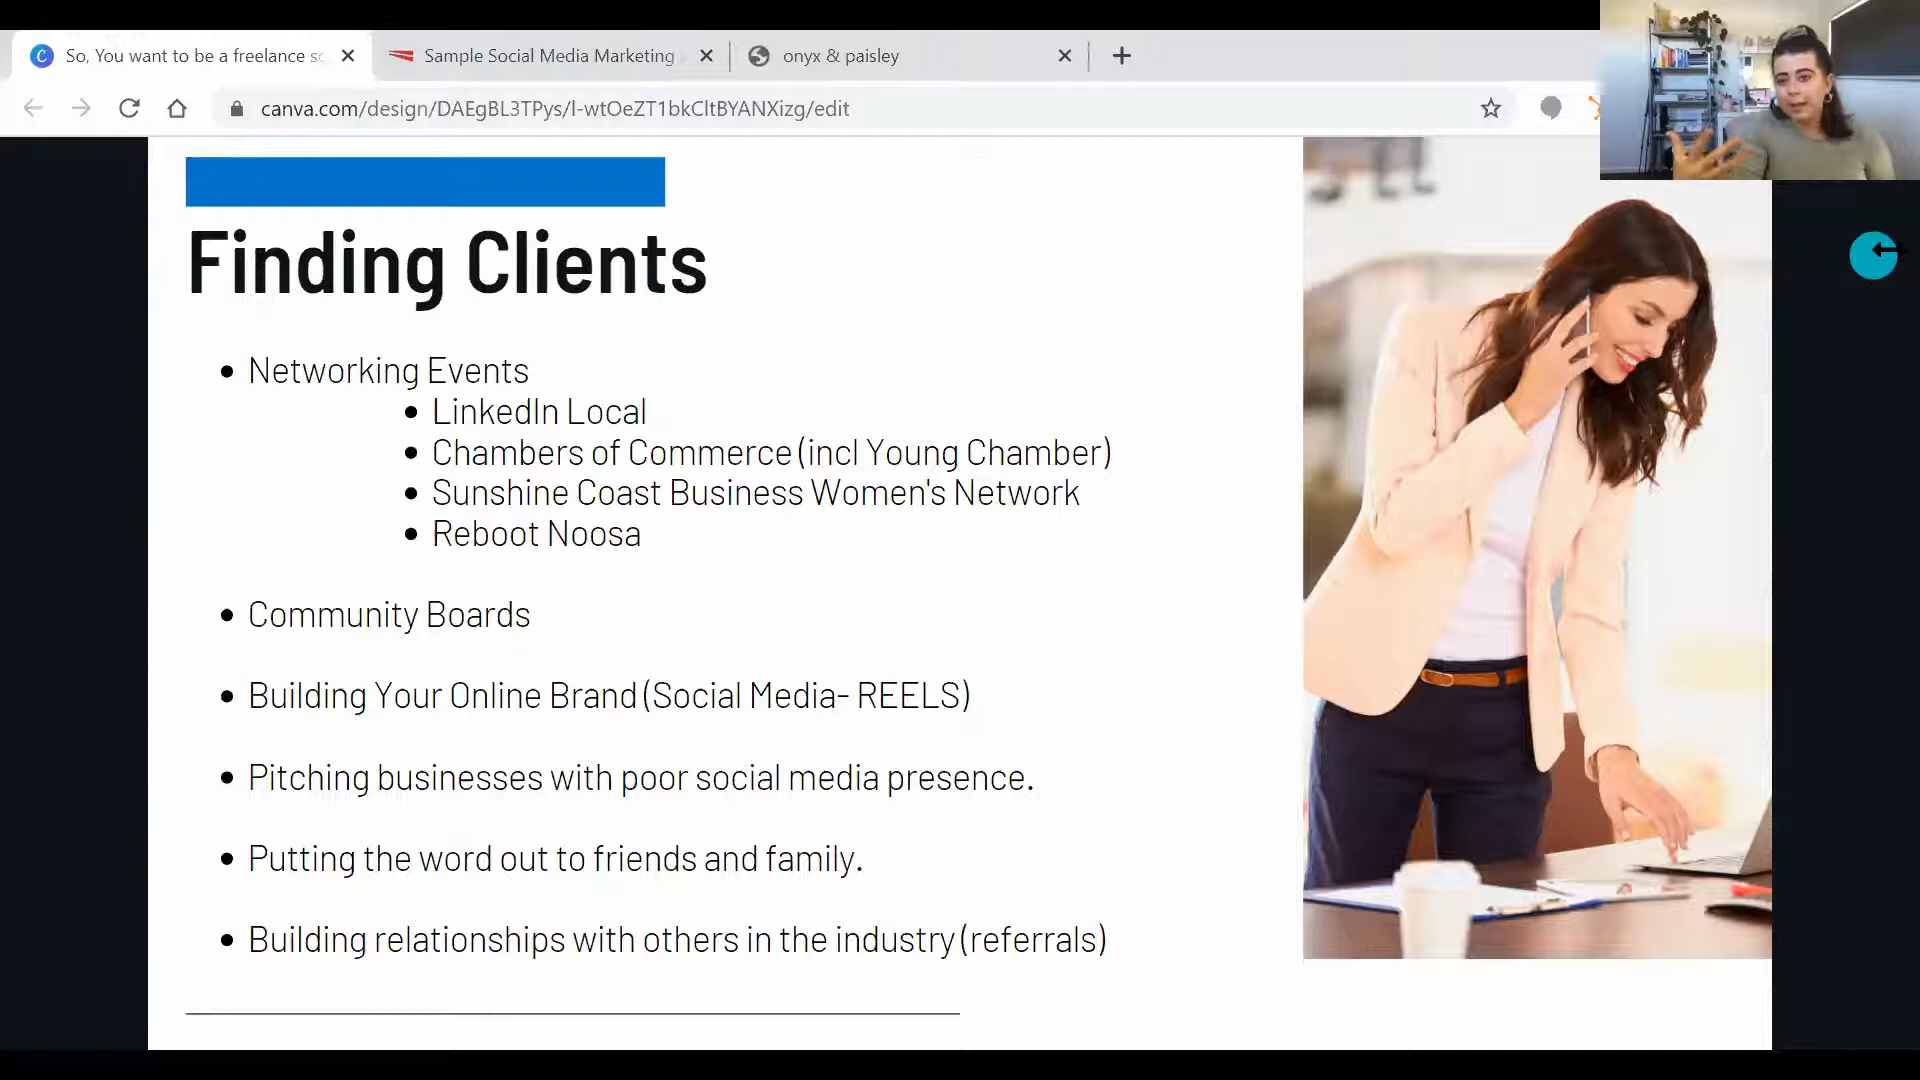 So, You want to be a freelance sc
Sample Social Media Marketing
onyx & paisley
canva.com/design/DAEgBL3TPys/l-wtOeZT1bkCltBYANXizg/edit
Finding Clients
• Networking Events
• LinkedIn Local
• Chambers of Commerce (incl Young Chamber)
• Sunshine Coast Business Women's Network
• Reboot Noosa
• Community Boards
• Building Your Online Brand (Social Media- REELS)
• Pitching businesses with poor social media presence.
• Putting the word out to friends and family.
• Building relationships with others in the industry (referrals)